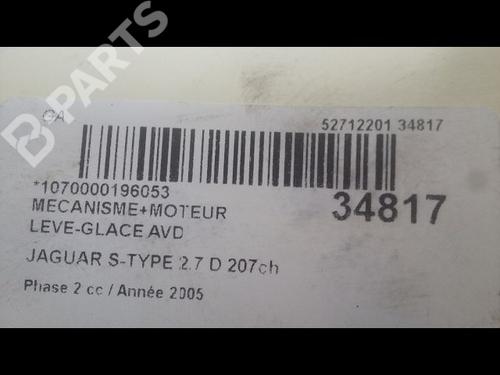 B-PARTS
GA
52712201 34817
*1070000196053
34817
MECANISME+MOTEUR
LEVE-GLACE AVD
JAGUAR S-TYPE 2.7 D 207ch
Phase 2 cc / Année 2005